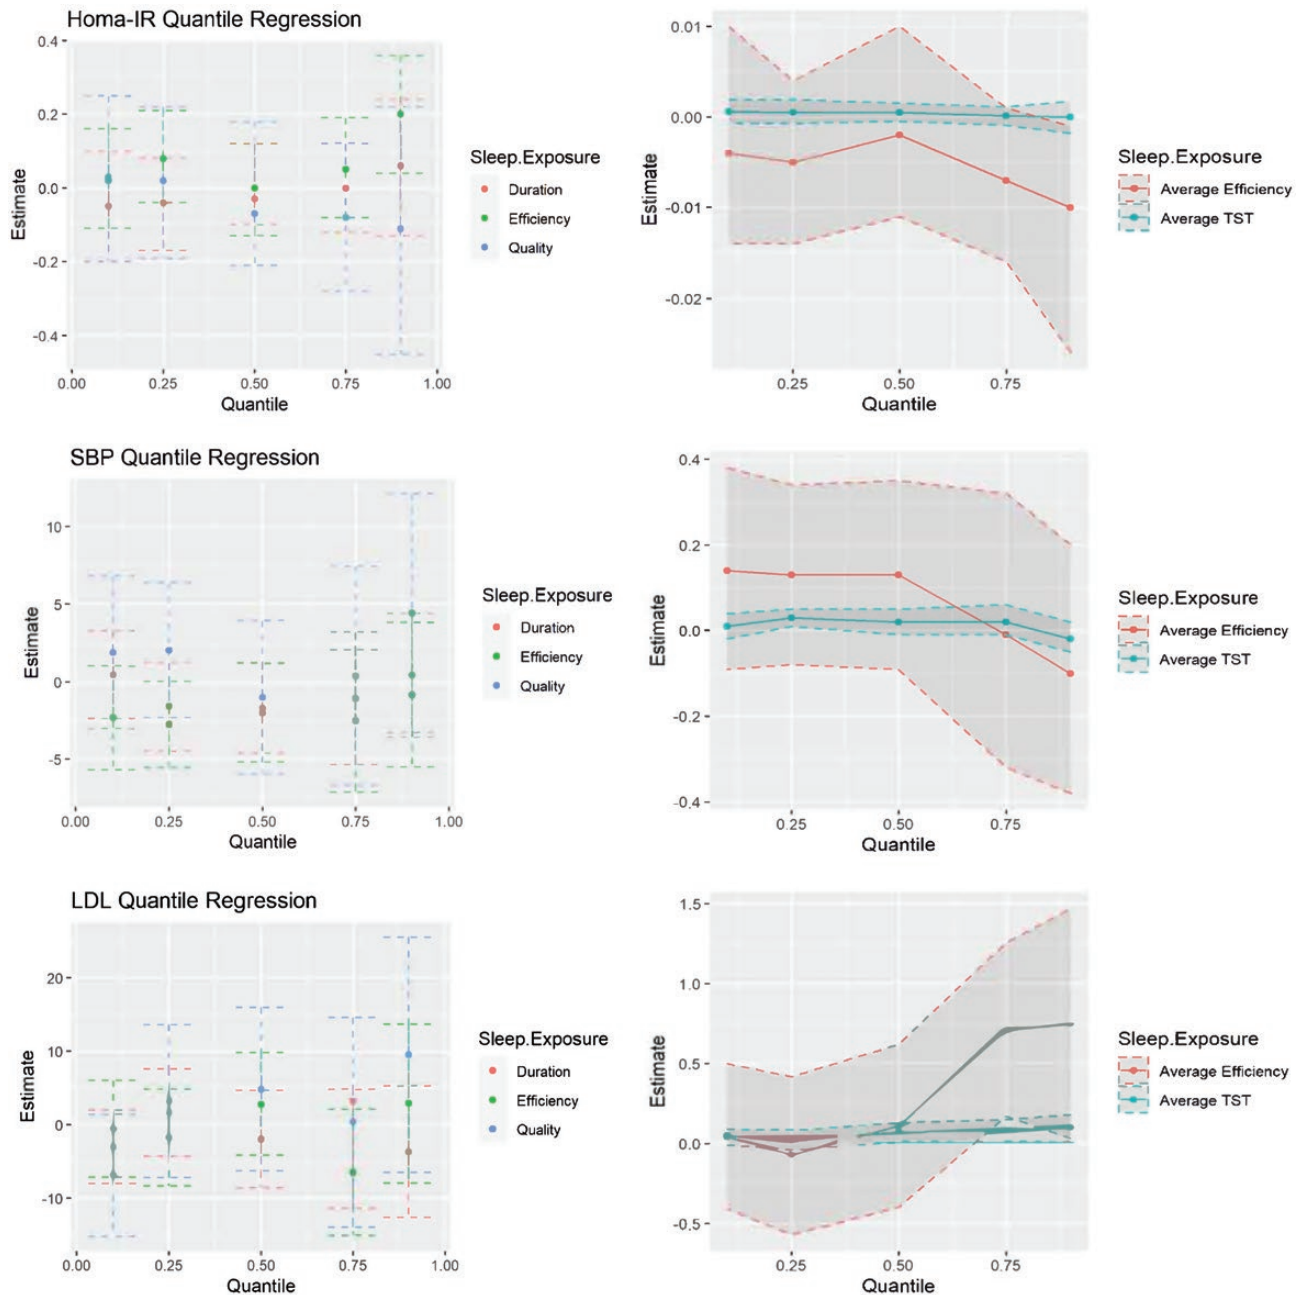 Homa-IR Quantile Regression
0.4
0.2
0.0
-0.2
-0.4
Estimate
0.00 0.25 0.50 0.75 1.00
Quantile
Sleep.Exposure
Duration
Efficiency
Quality
0.01
0.00
-0.01
-0.02
Estimate
0.25 0.50 0.75
Quantile
Sleep.Exposure
Average Efficiency
Average TST
SBP Quantile Regression
10
5
0
-5
Estimate
0.00 0.25 0.50 0.75 1.00
Quantile
Sleep.Exposure
Duration
Efficiency
Quality
0.4
0.2
0.0
-0.2
-0.4
Estimate
0.25 0.50 0.75
Quantile
Sleep.Exposure
Average Efficiency
Average TST
LDL Quantile Regression
20
10
0
-10
Estimate
0.00 0.25 0.50 0.75 1.00
Quantile
Sleep.Exposure
Duration
Efficiency
Quality
1.5
1.0
0.5
0.0
-0.5
Estimate
0.25 0.50 0.75
Quantile
Sleep.Exposure
Average Efficiency
Average TST